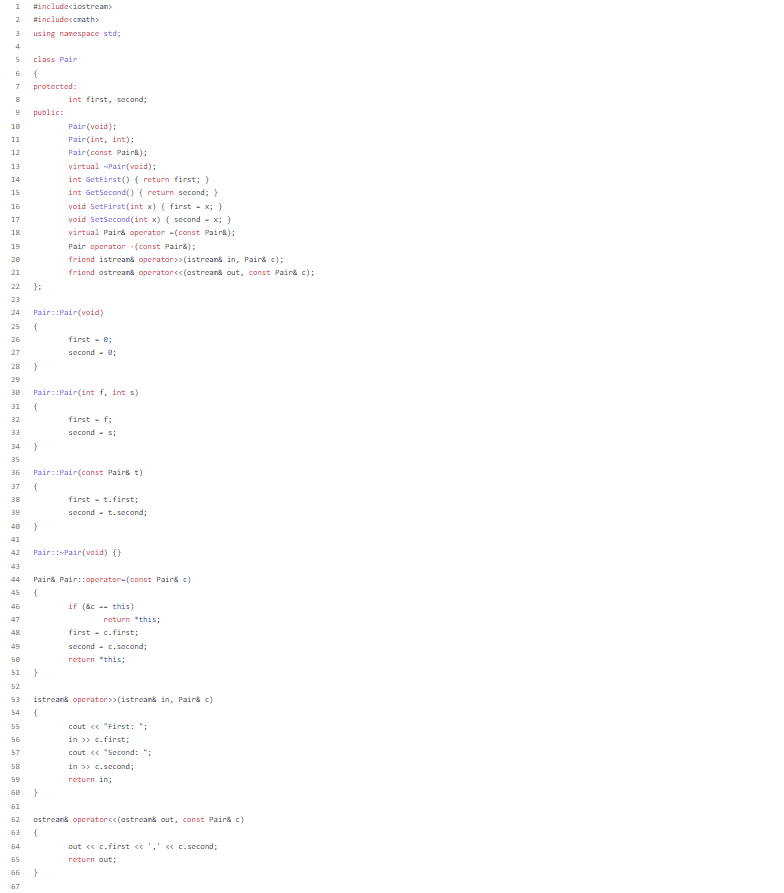 1 #include<iostream>
2 #include<cmath>
3 using namespace std;
4
5 class Pair
6 {
7 protected:
8 int first, second;
9 public:
10 Pair(void);
11 Pair(int, int);
12 Pair(const Pair&);
13 virtual ~Pair(void);
14 int GetFirst() { return first; }
15 int GetSecond() { return second; }
16 void SetFirst(int x) { first = x; }
17 void SetSecond(int x) { second = x; }
18 virtual Pair& operator =(const Pair&);
19 Pair operator -(const Pair&);
20 friend istream& operator>>(istream& in, Pair& c);
21 friend ostream& operator<<(ostream& out, const Pair& c);
22 };
23
24 Pair::Pair(void)
25 {
26 first = 0;
27 second = 0;
28 }
29
30 Pair::Pair(int f, int s)
31 {
32 first = f;
33 second = s;
34 }
35
36 Pair::Pair(const Pair& t)
37 {
38 first = t.first;
39 second = t.second;
40 }
41
42 Pair::~Pair(void) {}
43
44 Pair& Pair::operator=(const Pair& c)
45 {
46 if (&c == this)
47 return *this;
48 first = c.first;
49 second = c.second;
50 return *this;
51 }
52
53 istream& operator>>(istream& in, Pair& c)
54 {
55 cout << "First: ";
56 in >> c.first;
57 cout << "Second: ";
58 in >> c.second;
59 return in;
60 }
61
62 ostream& operator<<(ostream& out, const Pair& c)
63 {
64 out << c.first << ',' << c.second;
65 return out;
66 }
67